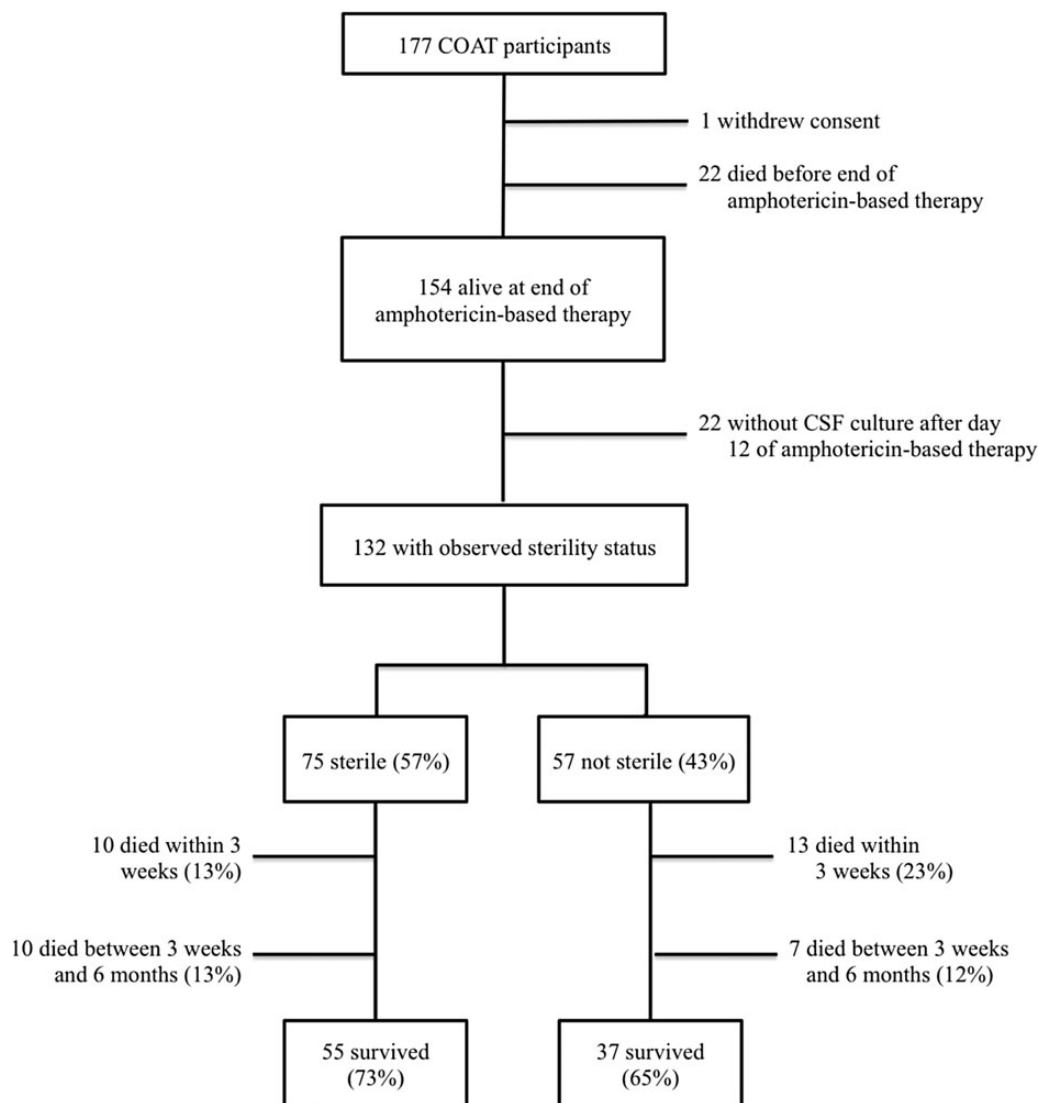 177 COAT participants
1 withdrew consent
22 died before end of
amphotericin-based therapy
154 alive at end of
amphotericin-based therapy
22 without CSF culture after day
12 of amphotericin-based therapy
132 with observed sterility status
75 sterile (57%)
57 not sterile (43%)
10 died within 3
weeks (13%)
13 died within
3 weeks (23%)
10 died between 3 weeks
and 6 months (13%)
7 died between 3 weeks
and 6 months (12%)
55 survived
(73%)
37 survived
(65%)